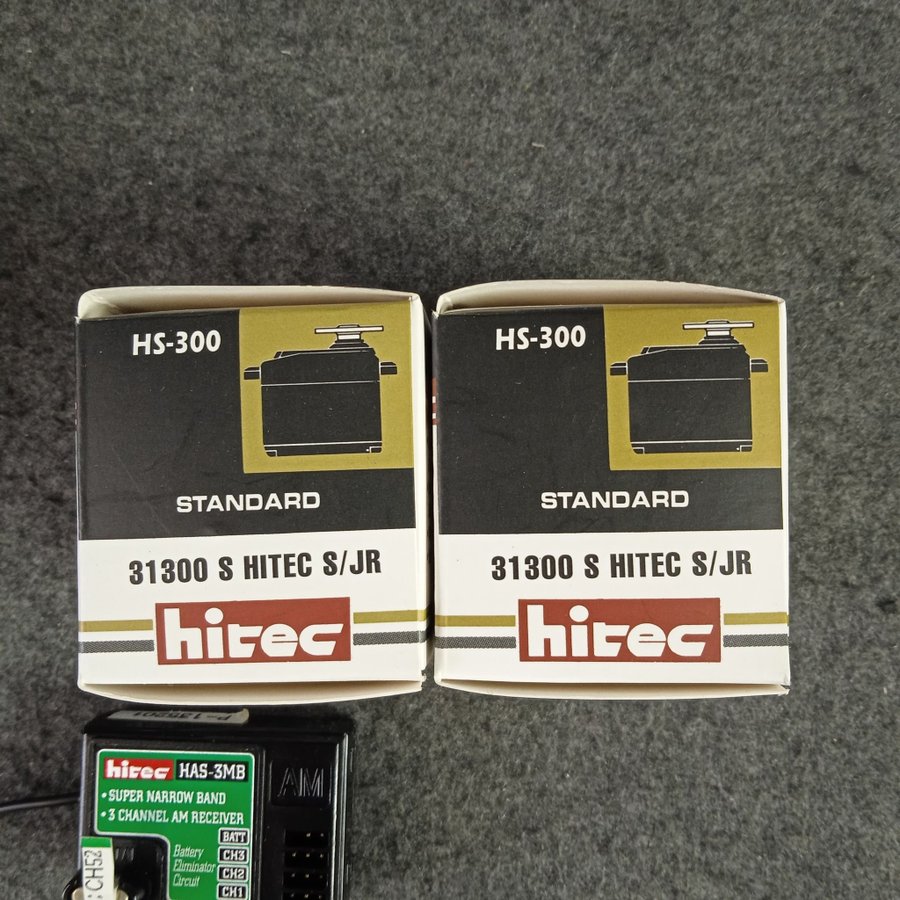 HS-300
STANDARD
31300 S HITEC S/JR
hitec
HS-300
STANDARD
31300 S HITEC S/JR
hitec
P-135201
hitec HAS-3MB
• SUPER NARROW BAND
• 3 CHANNEL AM RECEIVER
AM
BATT
CH3
CH2
CH1
Battery
Eliminator
Circuit
: CH52